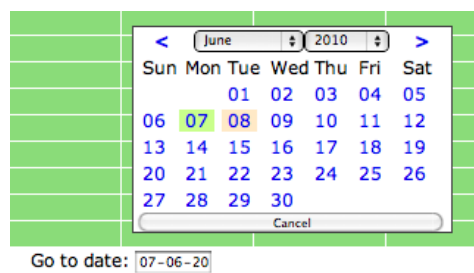 < June 2010 >
Sun Mon Tue Wed Thu Fri Sat
01 02 03 04 05
06 07 08 09 10 11 12
13 14 15 16 17 18 19
20 21 22 23 24 25 26
27 28 29 30
Cancel
Go to date: 07-06-20